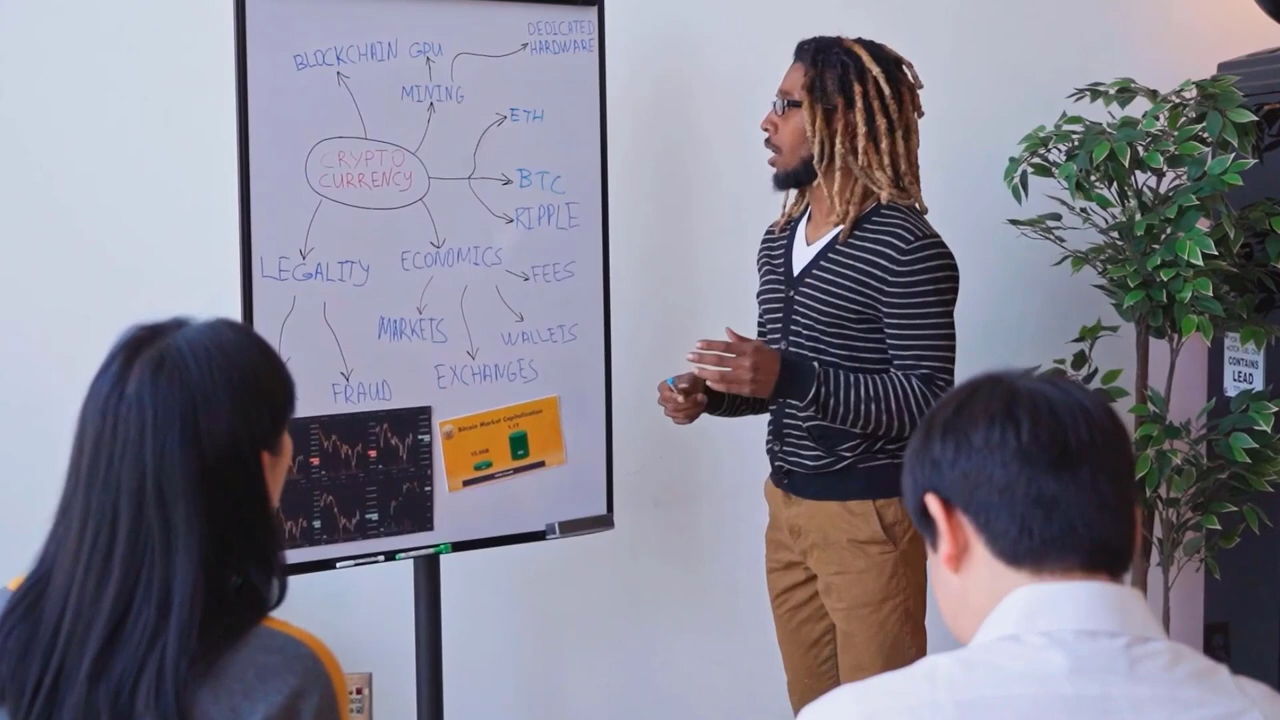 DEDICATED
HARDWARE
BLOCKCHAIN GPU
MINING
ETH
CRYPTO
CURRENCY
BTC
RIPPLE
LEGALITY
ECONOMICS
FEES
MARKETS
WALLETS
EXCHANGES
FRAUD
Bitcoin Market Capitalization
CONTAINS
LEAD